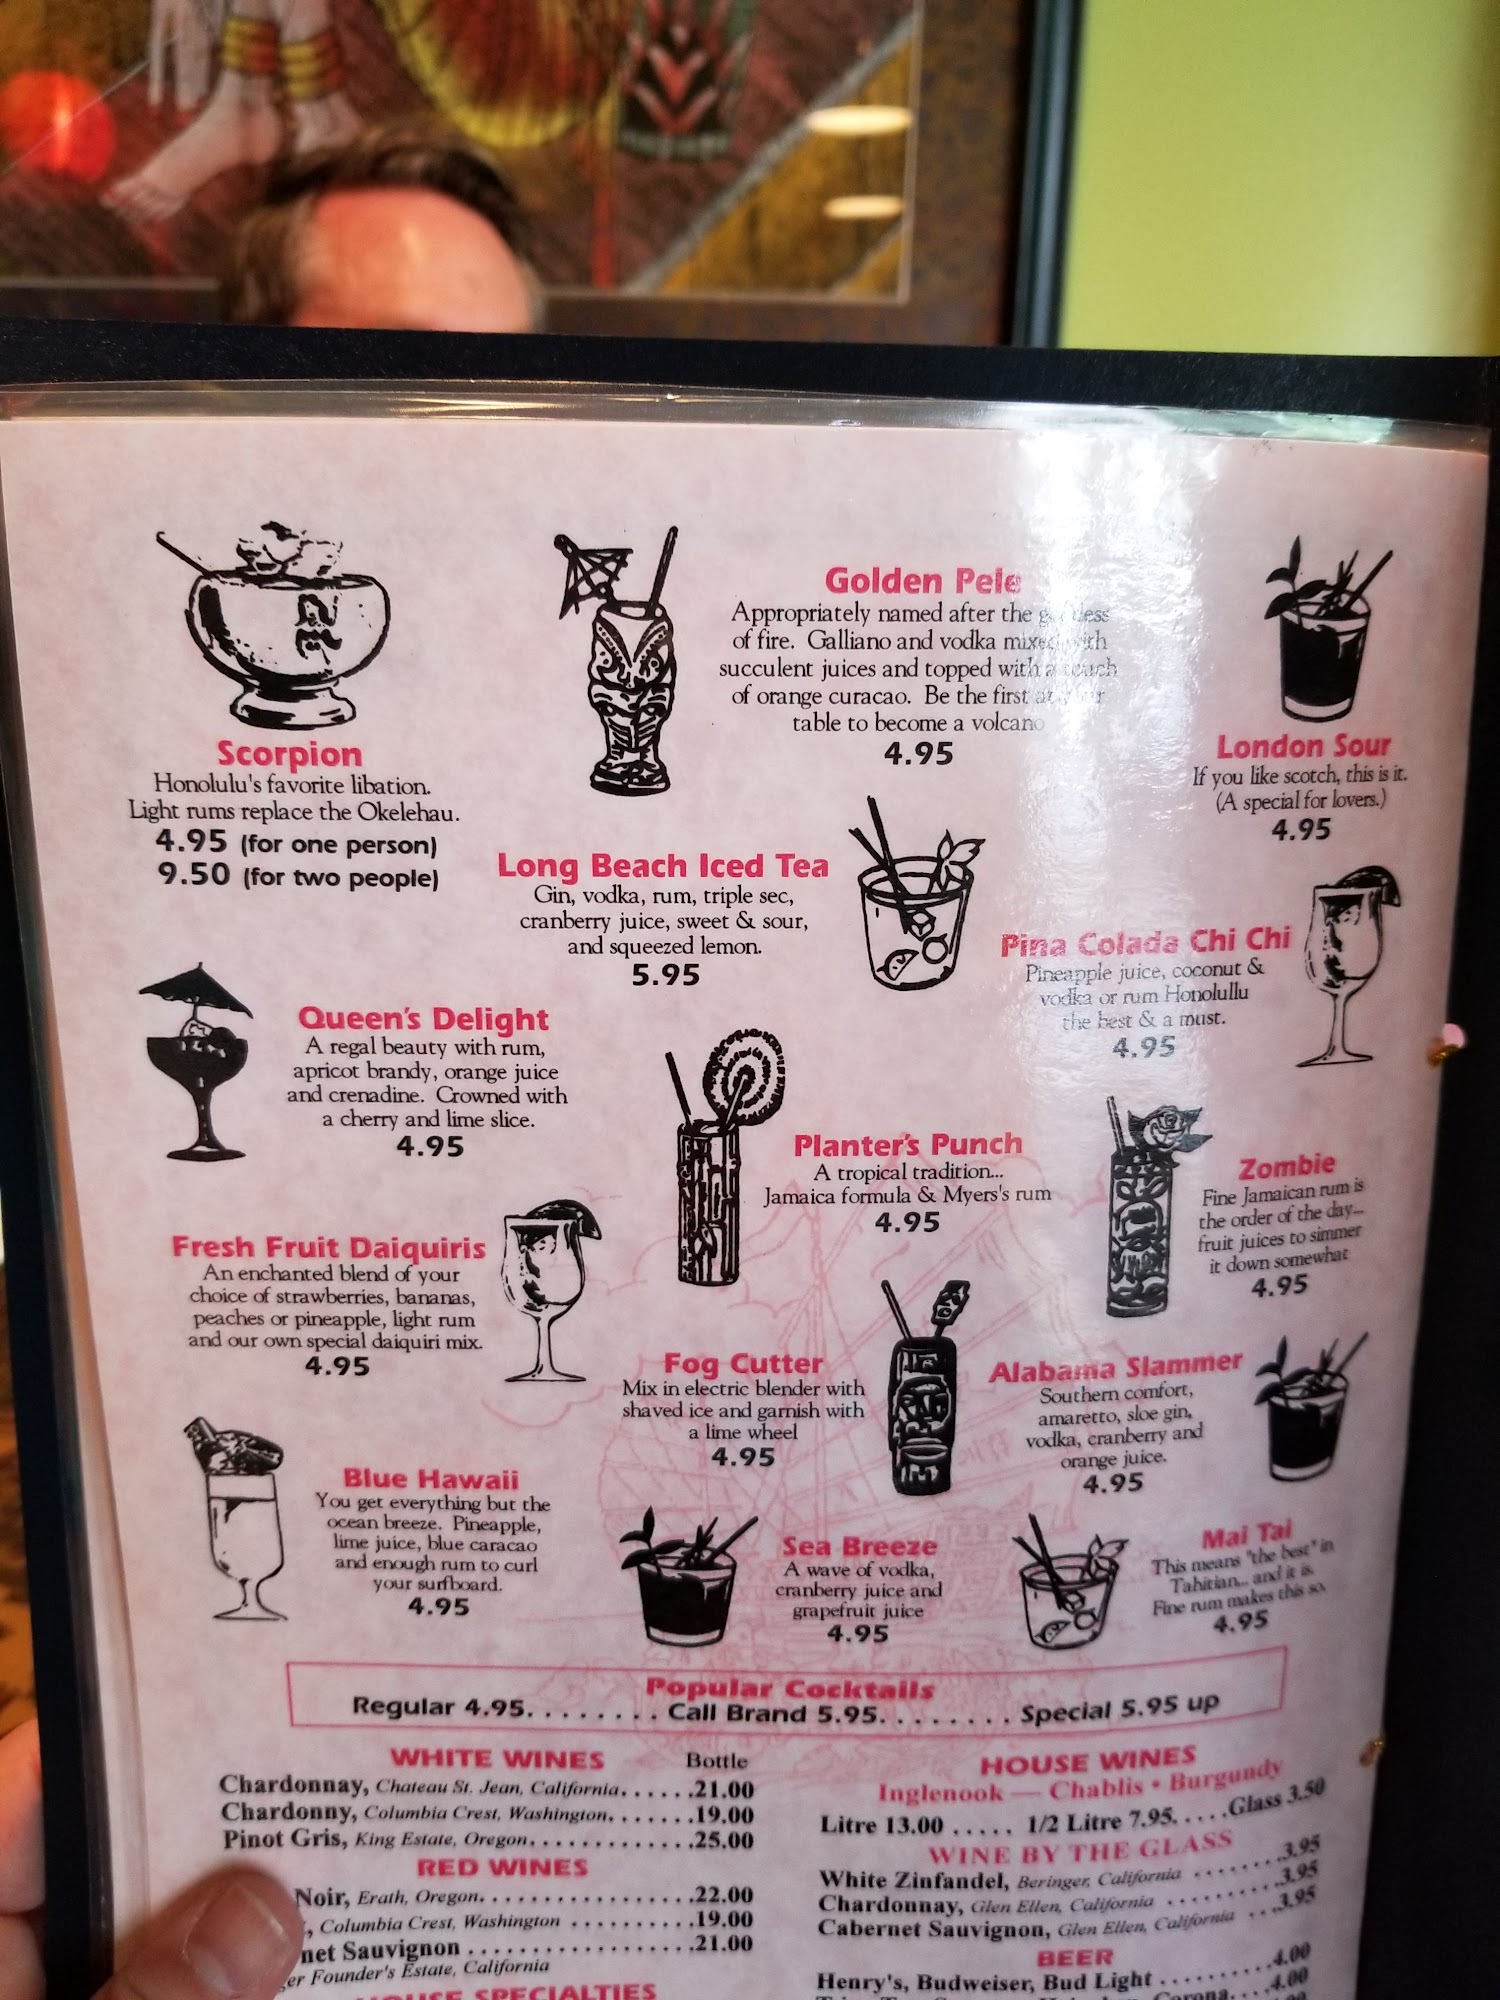 Scorpion
Honolulu's favorite libation.
Light rums replace the Okelehau.
4.95 (for one person)
9.50 (for two people)
Golden Pele
Appropriately named after the
of fire. Galliano and vodka mixed with
succulent juices and topped with a touch
of orange curacao. Be the first at
table to become a volcano
4.95
London Sour
If you like scotch, this is it.
(A special for lovers.)
4.95
Long Beach Iced Tea
Gin, vodka, rum, triple sec,
cranberry juice, sweet & sour,
and squeezed lemon.
5.95
Pina Colada Chi Chi
Pineapple juice, coconut &
vodka or rum Honolullu
the best & a must.
4.95
Queen's Delight
A regal beauty with rum,
apricot brandy, orange juice
and crenadine. Crowned with
a cherry and lime slice.
4.95
Planter's Punch
A tropical tradition...
Jamaica formula & Myers's rum
4.95
Zombie
Fine Jamaican rum is
the order of the day...
fruit juices to simmer
it down somewhat
4.95
Fresh Fruit Daiquiris
An enchanted blend of your
choice of strawberries, bananas,
peaches or pineapple, light rum
and our own special daiquiri mix.
4.95
Fog Cutter
Mix in electric blender with
shaved ice and garnish with
a lime wheel
4.95
Alabama Slammer
Southern comfort,
amaretto, sloe gin,
vodka, cranberry and
orange juice.
4.95
Blue Hawaii
You get everything but the
ocean breeze. Pineapple,
lime juice, blue caracao
and enough rum to curl
your surfboard.
4.95
Sea Breeze
A wave of vodka,
cranberry juice and
grapefruit juice
4.95
Mai Tai
This means "the best" in
Tahitian... and it is.
Fine rum makes this so.
4.95
Popular Cocktails
Regular 4.95. . . . . . . . Call Brand 5.95. . . . . . . . Special 5.95 up
WHITE WINES Bottle
Chardonnay, Chateau St. Jean, California. . . . . .21.00
Chardonny, Columbia Crest, Washington. . . . . . .19.00
Pinot Gris, King Estate, Oregon. . . . . . . . . . . . .25.00
RED WINES
Noir, Erath, Oregon. . . . . . . . . . . . . . . . .22.00
Columbia Crest, Washington . . . . . . . . . .19.00
net Sauvignon . . . . . . . . . . . . . . . . . .21.00
er Founder's Estate, California
HOUSE SPECIALTIES
HOUSE WINES
Inglenook — Chablis • Burgundy
Litre 13.00 . . . . . 1/2 Litre 7.95. . . . .Glass 3.50
WINE BY THE GLASS
White Zinfandel, Beringer, California . . . . . . . .3.95
Chardonnay, Glen Ellen, California . . . . . . . . . .3.95
Cabernet Sauvignon, Glen Ellen, California . . . .3.95
BEER
Henry's, Budweiser, Bud Light . . . . . . . . . .4.00
Corona. . . .4.00